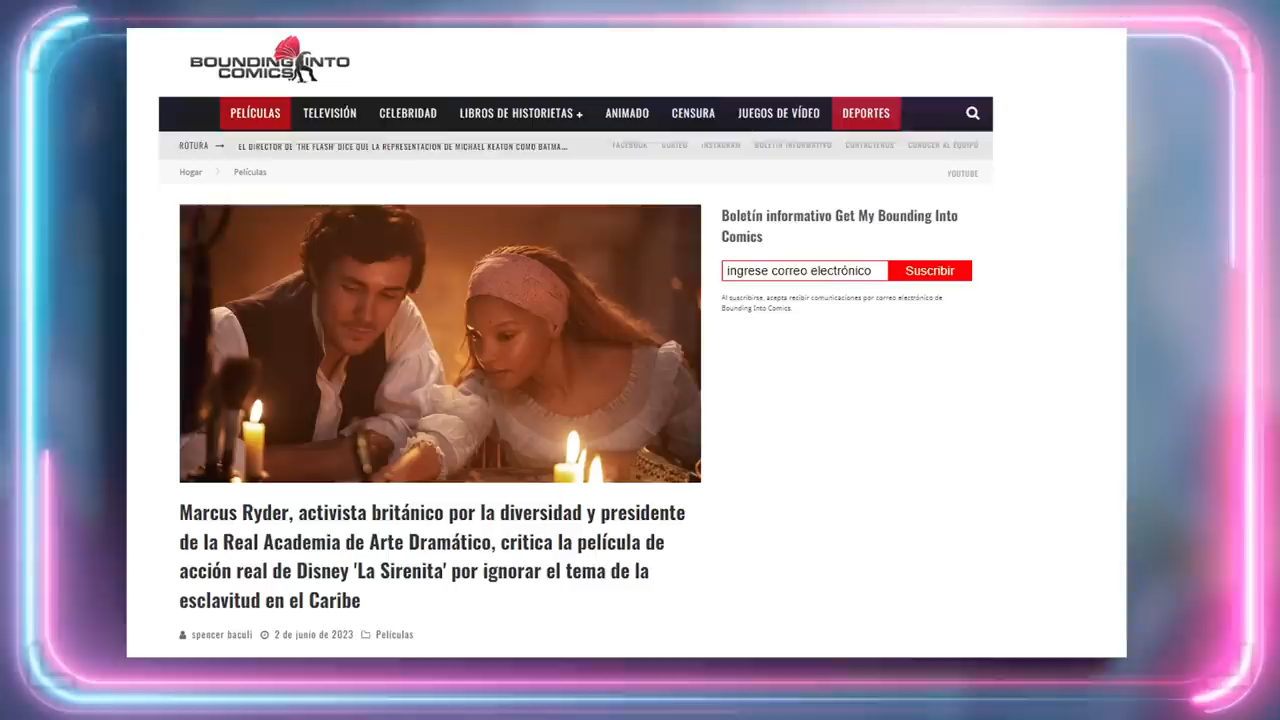 BOUNDING INTO
COMICS
PELÍCULAS TELEVISIÓN CELEBRIDAD LIBROS DE HISTORIETAS + ANIMADO CENSURA JUEGOS DE VÍDEO DEPORTES
ROTURA → EL DIRECTOR DE 'THE FLASH' DICE QUE LA REPRESENTACIÓN DE MICHAEL KEATON COMO BATMA... FACEBOOK GORJEO INSTAGRAM BOLETÍN INFORMATIVO CONTÁCTENOS CONOCER AL EQUIPO
Hogar > Películas
YOUTUBE
Boletín informativo Get My Bounding Into
Comics
ingrese correo electrónico Suscribir
Al suscribirse, acepta recibir comunicaciones por correo electrónico de
Bounding Into Comics.
Marcus Ryder, activista británico por la diversidad y presidente
de la Real Academia de Arte Dramático, critica la película de
acción real de Disney 'La Sirenita' por ignorar el tema de la
esclavitud en el Caribe
spencer baculi 2 de junio de 2023 Películas